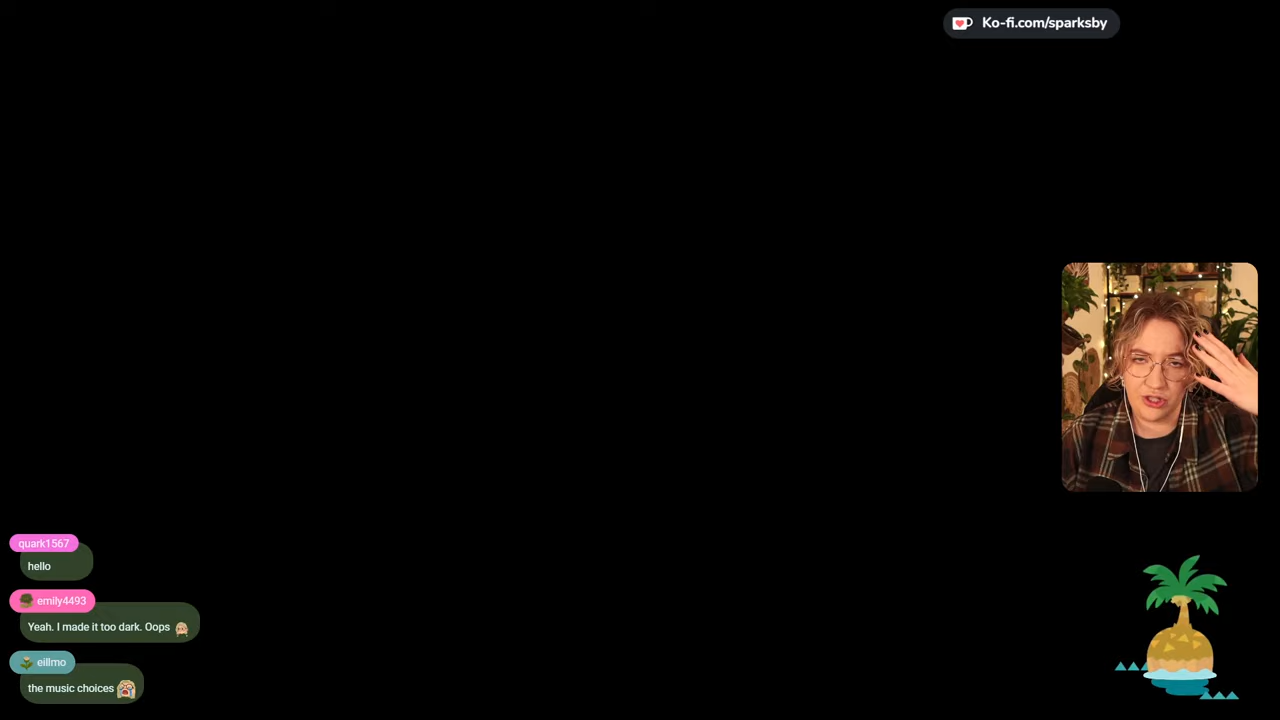 Ko-fi.com/sparksby
quark1567
hello
emily4493
Yeah. I made it too dark. Oops
eillmo
the music choices